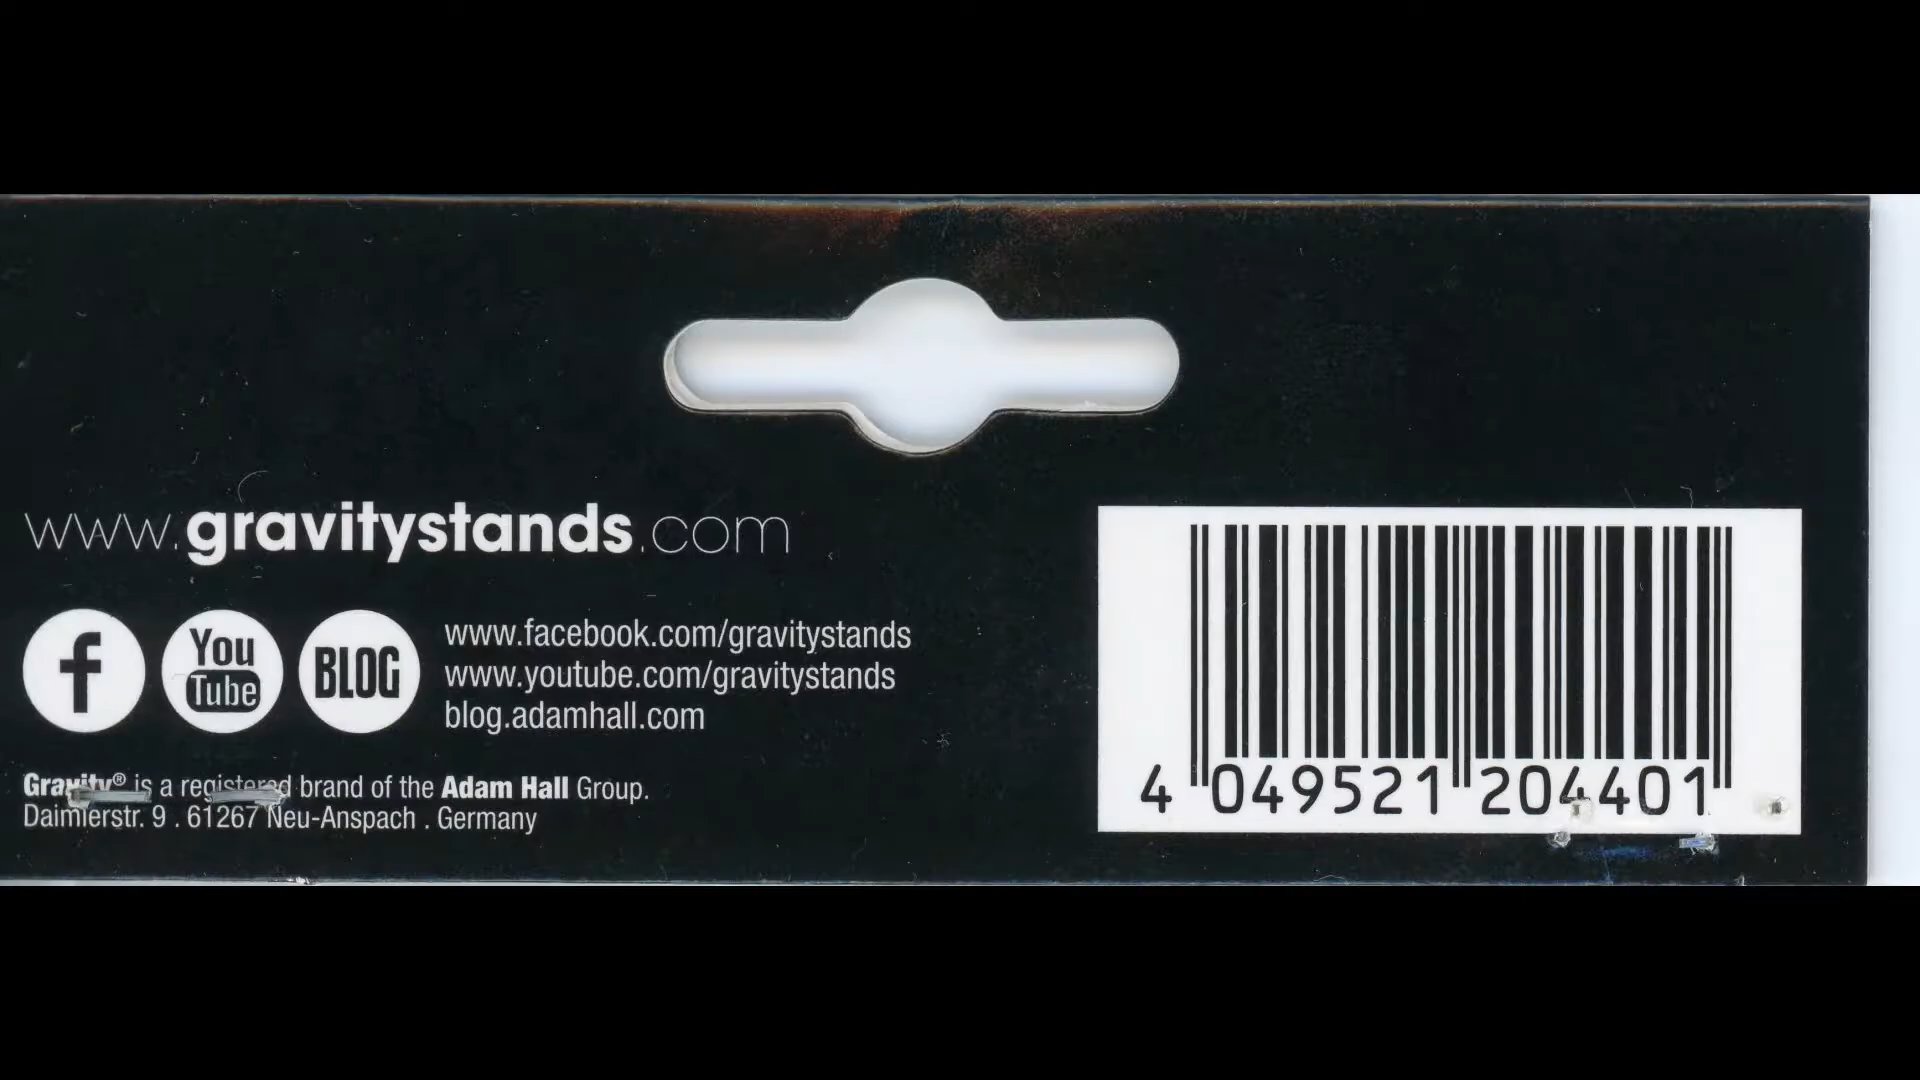 www.gravitystands.com
f
You
Tube
BLOG
www.facebook.com/gravitystands
www.youtube.com/gravitystands
blog.adamhall.com
Gravity® is a registered brand of the Adam Hall Group.
Daimlerstr. 9 . 61267 Neu-Anspach . Germany
4 049521 204401